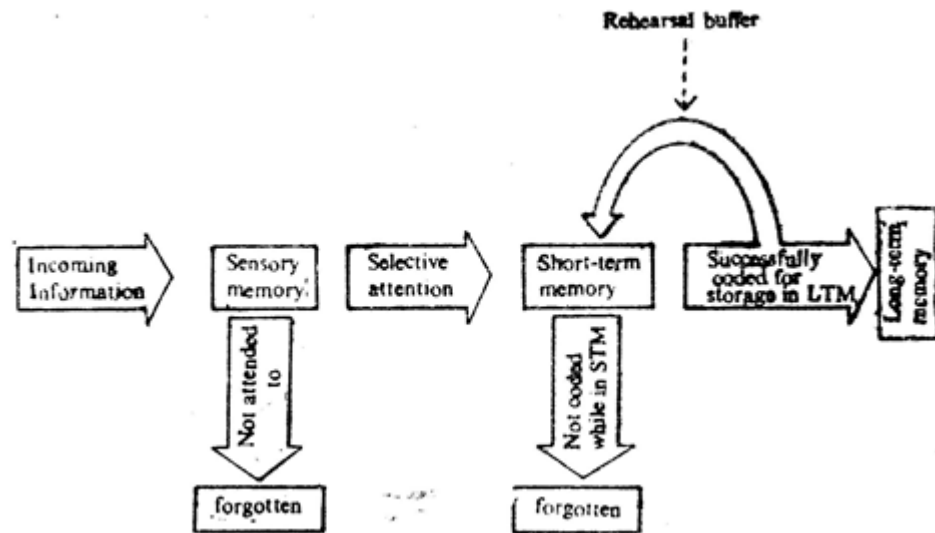 Rehearsal buffer
Incoming
Information
Sensory
memory.
Selective
attention
Short-term
memory
Successfully
coded for
storage in LTM
Long-term
memory
Not attended
to
Not coded
while in STM
forgotten
forgotten